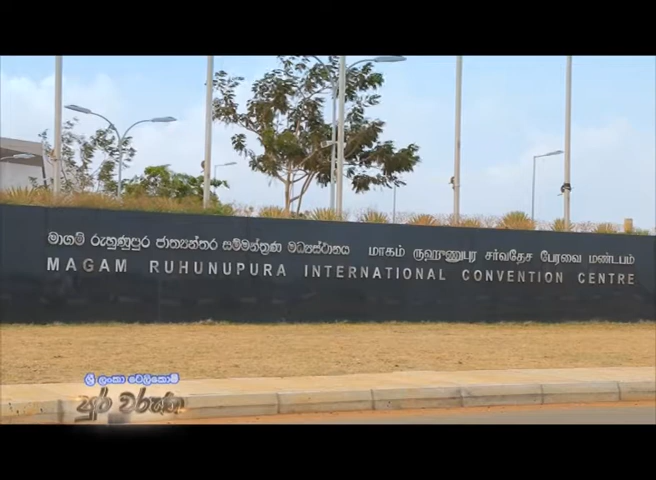 මාගම් රුහුණුපුර ජාත්‍යන්තර සම්මන්ත්‍රණ මධ්‍යස්ථානය மாகம் ருஹுணுபுர சர்வதேச பேரவை மண்டபம்
MAGAM RUHUNUPURA INTERNATIONAL CONVENTION CENTRE
ශ්‍රී ලංකා ටෙලිකොම්
පුර වරුණ